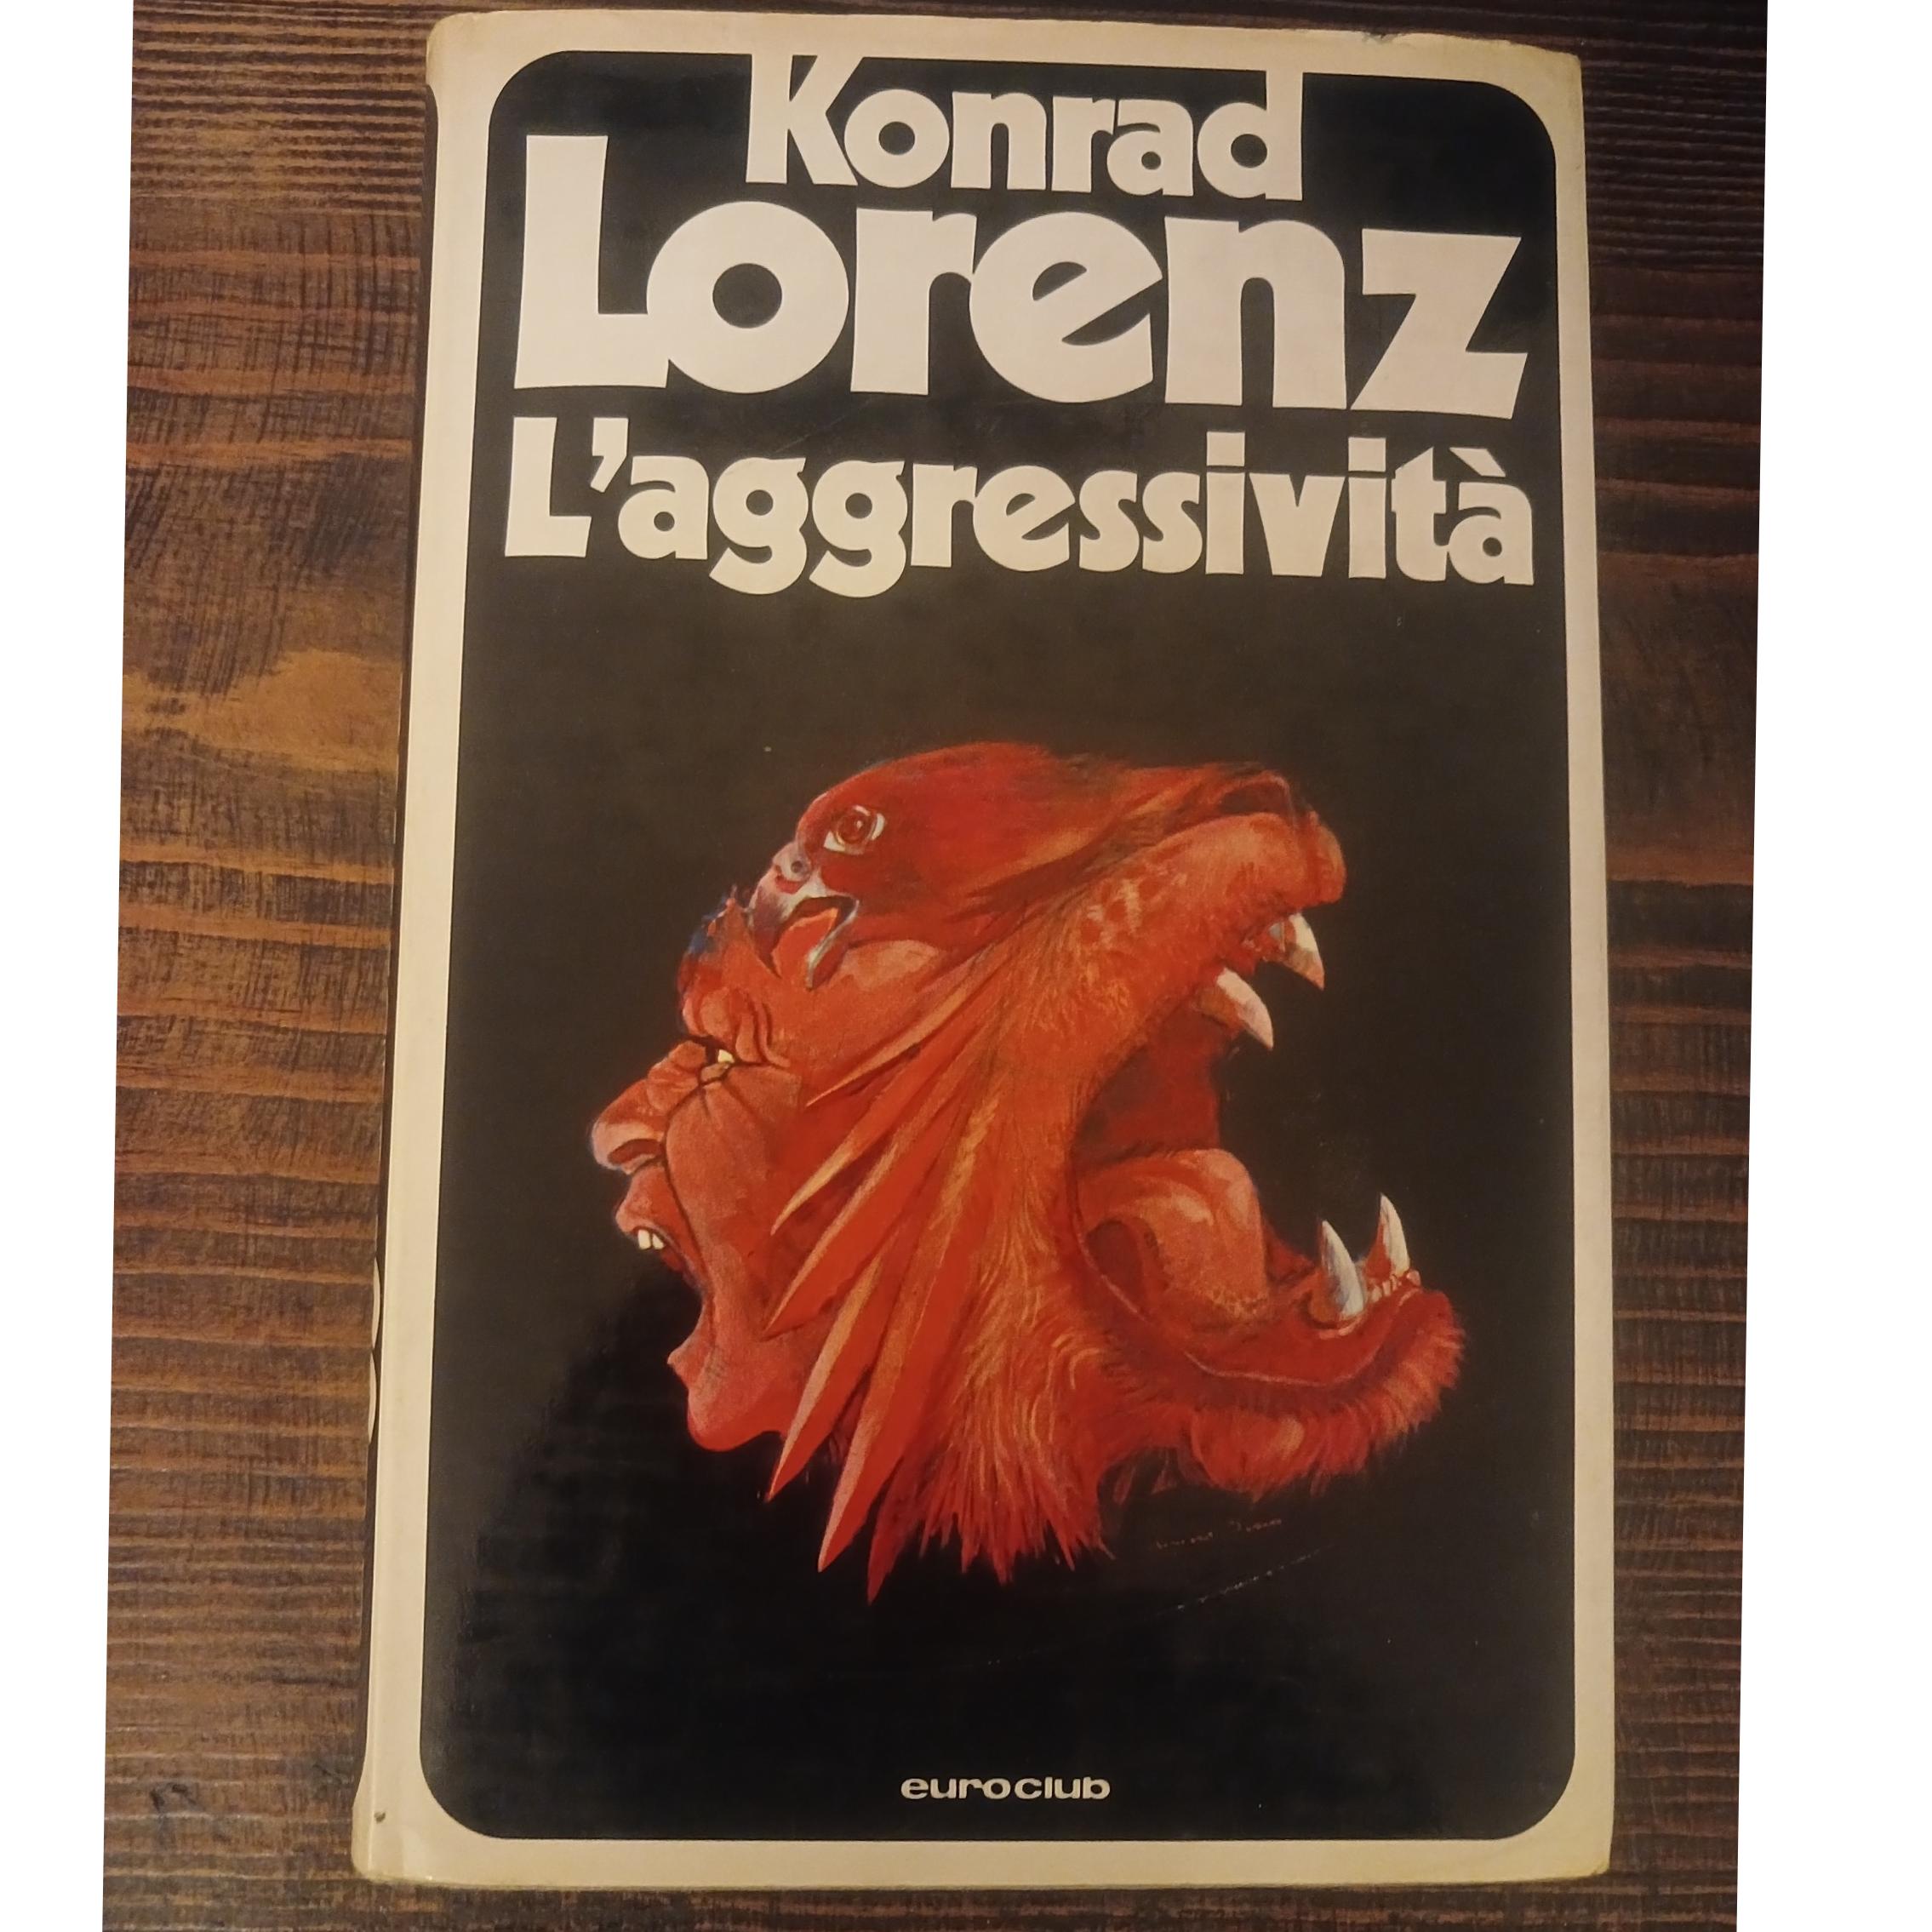 Konrad
Lorenz
L'aggressività
euroclub